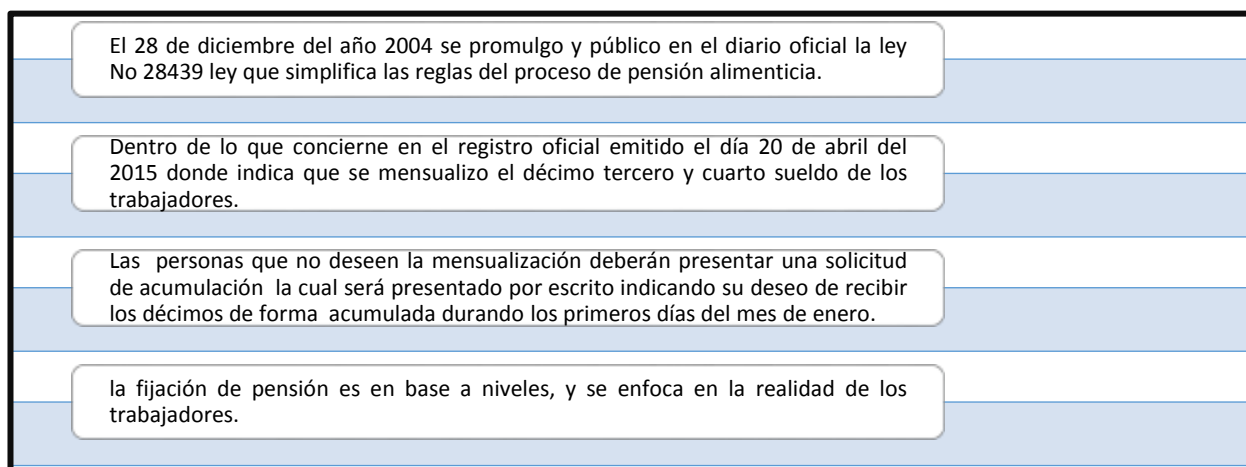 El 28 de diciembre del año 2004 se promulgo y público en el diario oficial la ley
No 28439 ley que simplifica las reglas del proceso de pensión alimenticia.
Dentro de lo que concierne en el registro oficial emitido el día 20 de abril del
2015 donde indica que se mensualizo el décimo tercero y cuarto sueldo de los
trabajadores.
Las personas que no deseen la mensualización deberán presentar una solicitud
de acumulación la cual será presentado por escrito indicando su deseo de recibir
los décimos de forma acumulada durando los primeros días del mes de enero.
la fijación de pensión es en base a niveles, y se enfoca en la realidad de los
trabajadores.